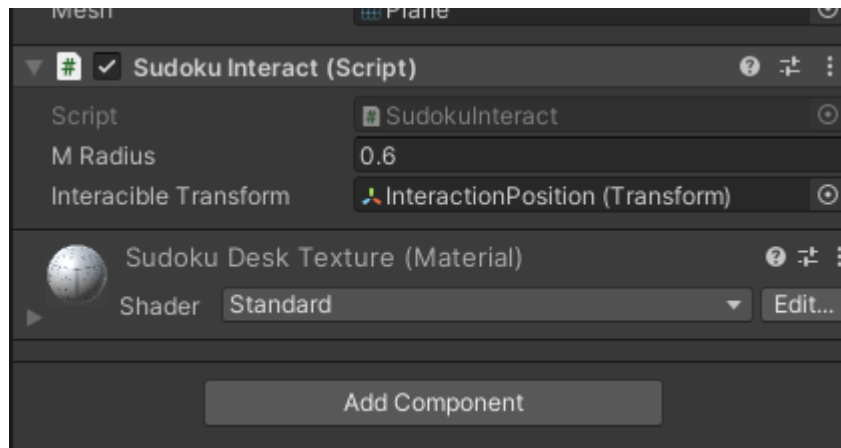 Mesh Plane
# Sudoku Interact (Script)
Script # SudokuInteract
M Radius 0.6
Interacible Transform InteractionPosition (Transform)
Sudoku Desk Texture (Material)
Shader Standard Edit...
Add Component